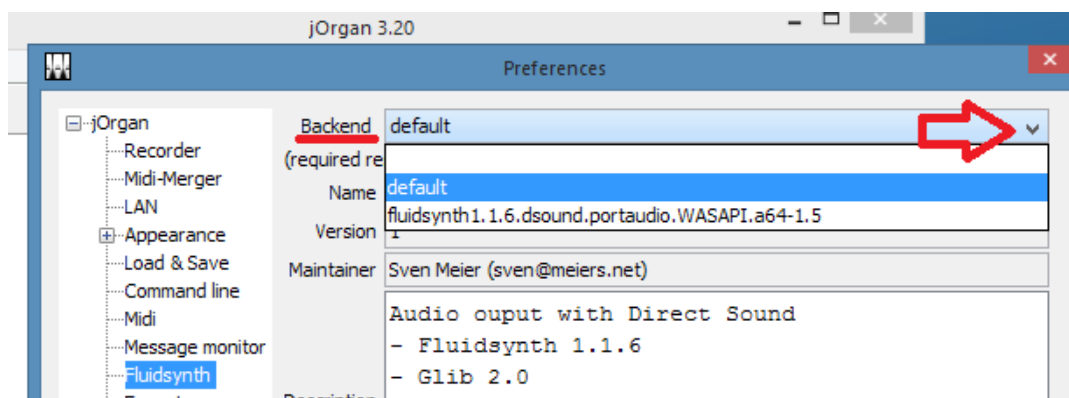 jOrgan 3.20
Preferences
jOrgan
Recorder
Midi-Merger
LAN
Appearance
Load & Save
Command line
Midi
Message monitor
Fluidsynth
Backend default
(required re
default
Name
fluidsynth1.1.6.dsound.portaudio.WASAPI.a64-1.5
Version 1
Maintainer Sven Meier (sven@meiers.net)
Audio ouput with Direct Sound
- Fluidsynth 1.1.6
- Glib 2.0